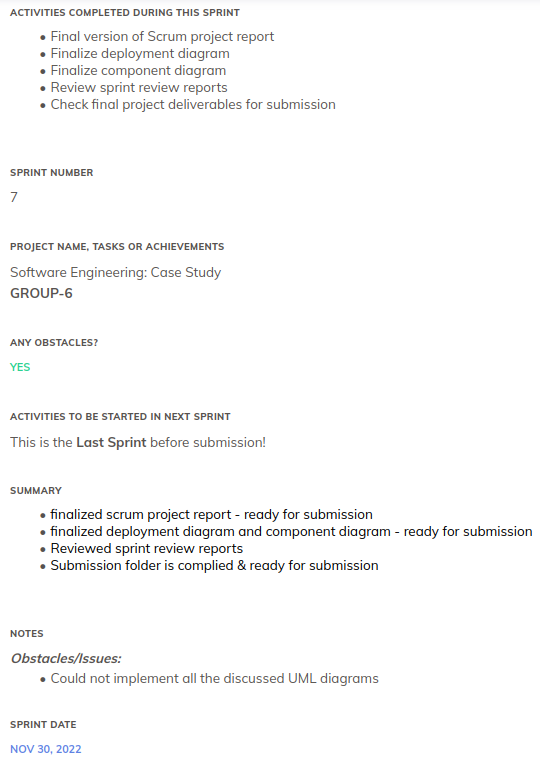 ACTIVITIES COMPLETED DURING THIS SPRINT
• Final version of Scrum project report
• Finalize deployment diagram
• Finalize component diagram
• Review sprint review reports
• Check final project deliverables for submission
SPRINT NUMBER
7
PROJECT NAME, TASKS OR ACHIEVEMENTS
Software Engineering: Case Study
GROUP-6
ANY OBSTACLES?
YES
ACTIVITIES TO BE STARTED IN NEXT SPRINT
This is the Last Sprint before submission!
SUMMARY
• finalized scrum project report - ready for submission
• finalized deployment diagram and component diagram - ready for submission
• Reviewed sprint review reports
• Submission folder is complied & ready for submission
NOTES
Obstacles/Issues:
• Could not implement all the discussed UML diagrams
SPRINT DATE
NOV 30, 2022